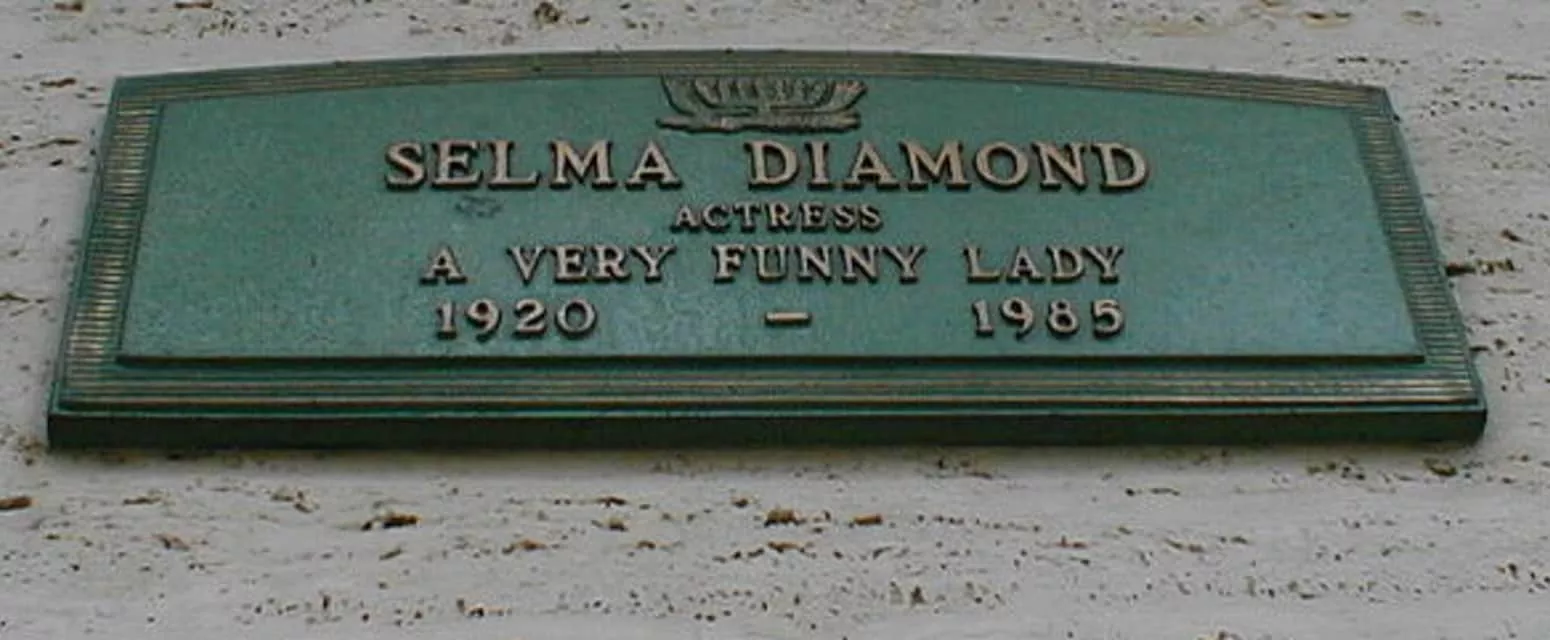 SELMA DIAMOND
ACTRESS
A VERY FUNNY LADY
1920 — 1985